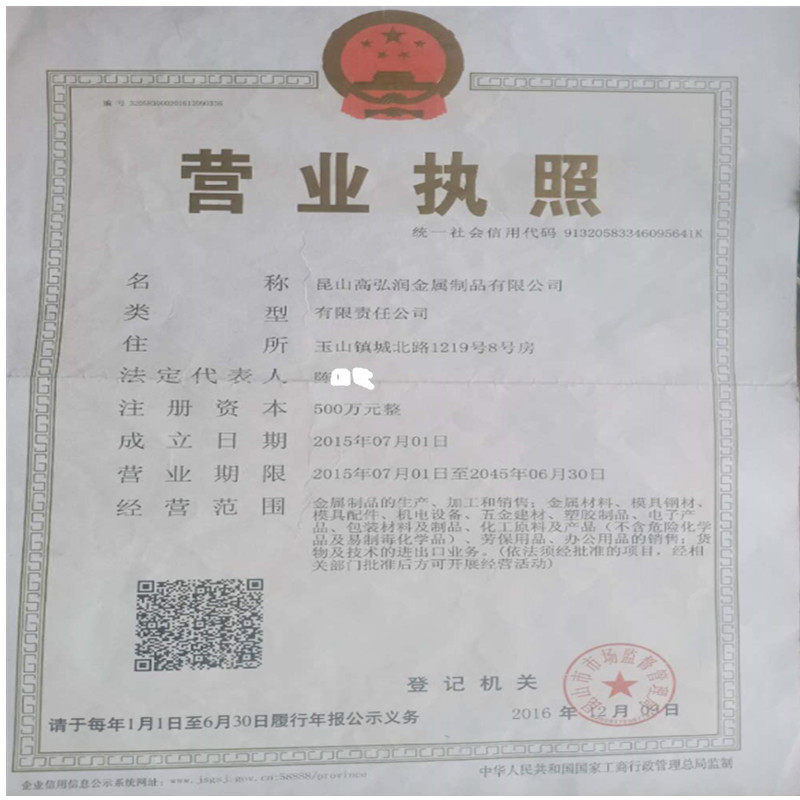 编号 320583000201612090336
营业执照
统一社会信用代码 91320583346095641K
名称 昆山高弘润金属制品有限公司
类型 有限责任公司
住所 玉山镇城北路1219号8号房
法定代表人 陈
注册资本 500万元整
成立日期 2015年07月01日
营业期限 2015年07月01日至2045年06月30日
经营范围 金属制品的生产、加工和销售；金属材料、模具钢材、
模具配件、机电设备、五金建材、塑胶制品、电子产
品、包装材料及制品、化工原料及产品（不含危险化学
品及易制毒化学品）、劳保用品、办公用品的销售；货
物及技术的进出口业务。（依法须经批准的项目，经相
关部门批准后方可开展经营活动）
登记机关
昆山市市场监督管理局
2016年12月09日
请于每年1月1日至6月30日履行年报公示义务
企业信用信息公示系统网址：www.jsgsj.gov.cn:58888/province
中华人民共和国国家工商行政管理总局监制